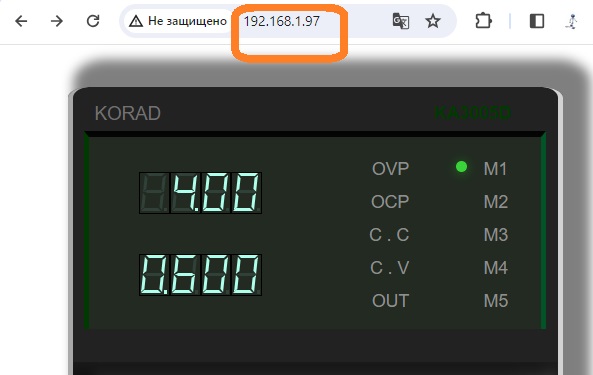 Не защищено 192.168.1.97
KORAD
4.00
0.600
OVP M1
OCP M2
C . C M3
C . V M4
OUT M5